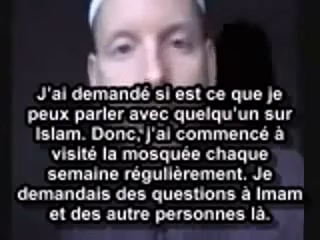 J'ai demandé si est ce que je
peux parler avec quelqu'un sur
Islam. Donc, j'ai commencé à
visité la mosquée chaque
semaine régulièrement. Je
demandais des questions à Imam
et des autre personnes là.